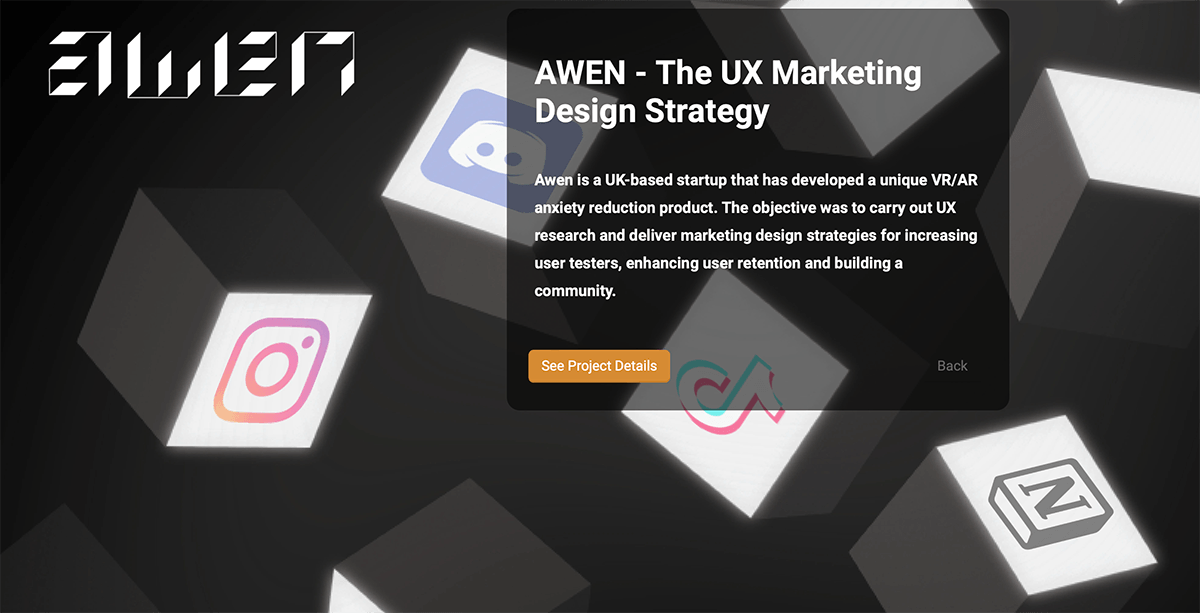 awen
AWEN - The UX Marketing
Design Strategy
Awen is a UK-based startup that has developed a unique VR/AR
anxiety reduction product. The objective was to carry out UX
research and deliver marketing design strategies for increasing
user testers, enhancing user retention and building a
community.
See Project Details
Back
N